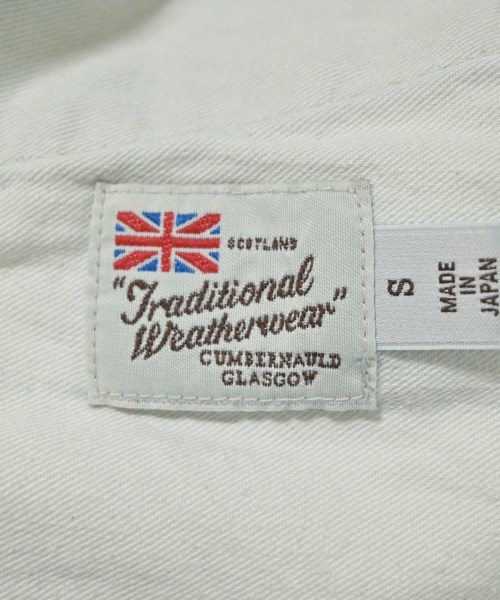 SCOTLAND
"Traditional
Weatherwear"
CUMBERNAULD
GLASGOW
S
MADE
IN
JAPAN